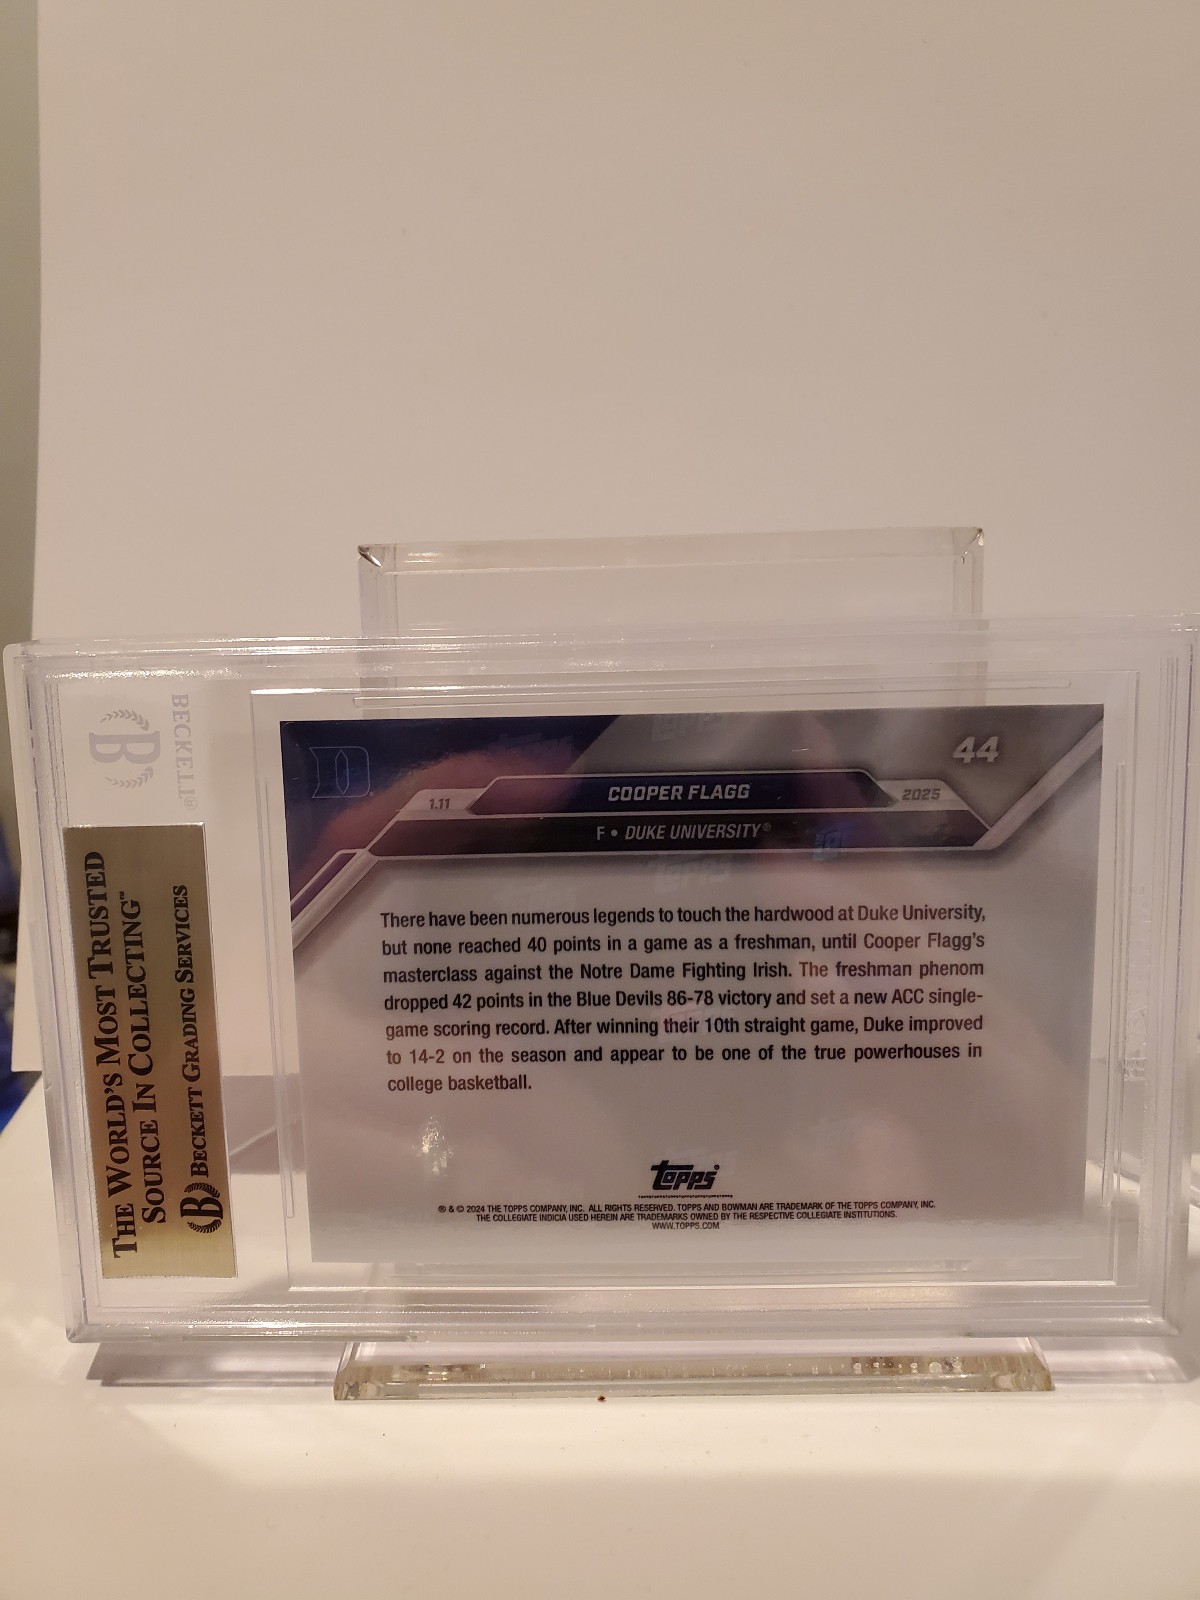 BECKETT®
B
THE WORLD'S MOST TRUSTED
SOURCE IN COLLECTING™
B BECKETT GRADING SERVICES
D
44
COOPER FLAGG
1.11
2025
F • DUKE UNIVERSITY®
There have been numerous legends to touch the hardwood at Duke University,
but none reached 40 points in a game as a freshman, until Cooper Flagg's
masterclass against the Notre Dame Fighting Irish. The freshman phenom
dropped 42 points in the Blue Devils 86-78 victory and set a new ACC single-
game scoring record. After winning their 10th straight game, Duke improved
to 14-2 on the season and appear to be one of the true powerhouses in
college basketball.
topps
® & © 2024 THE TOPPS COMPANY, INC. ALL RIGHTS RESERVED. TOPPS AND BOWMAN ARE TRADEMARK OF THE TOPPS COMPANY, INC.
THE COLLEGIATE INDICIA USED HEREIN ARE TRADEMARKS OWNED BY THE RESPECTIVE COLLEGIATE INSTITUTIONS.
WWW.TOPPS.COM